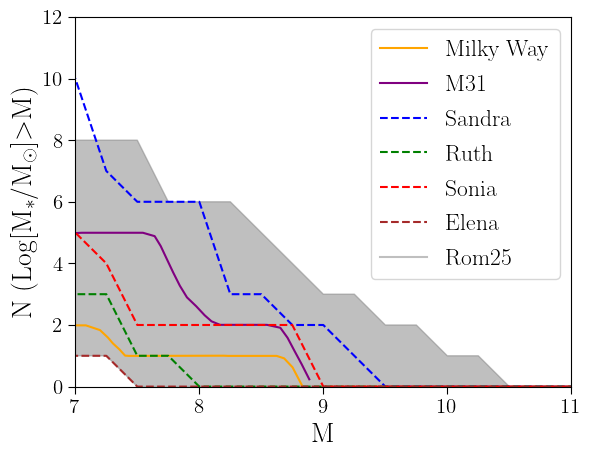 12
10
8
6
4
2
0
N (Log[M*/M⊙]>M)
7 8 9 10 11
M
Milky Way
M31
Sandra
Ruth
Sonia
Elena
Rom25